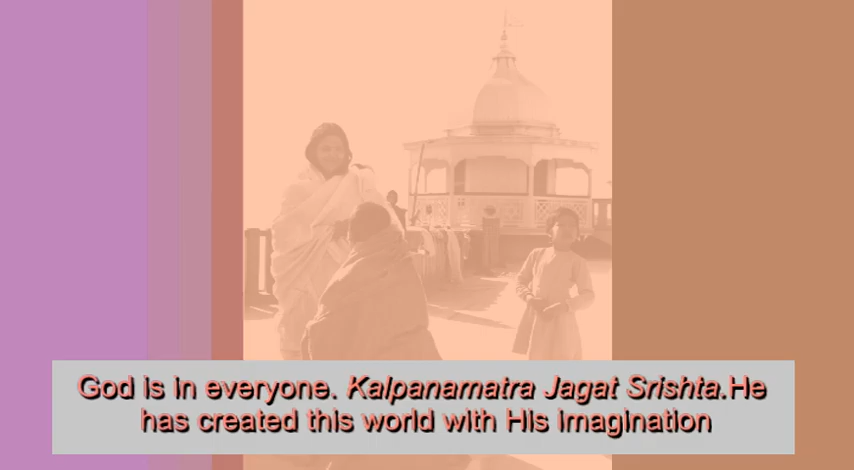 God is in everyone. Kalpanamatra Jagat Srishta.He
has created this world with His imagination